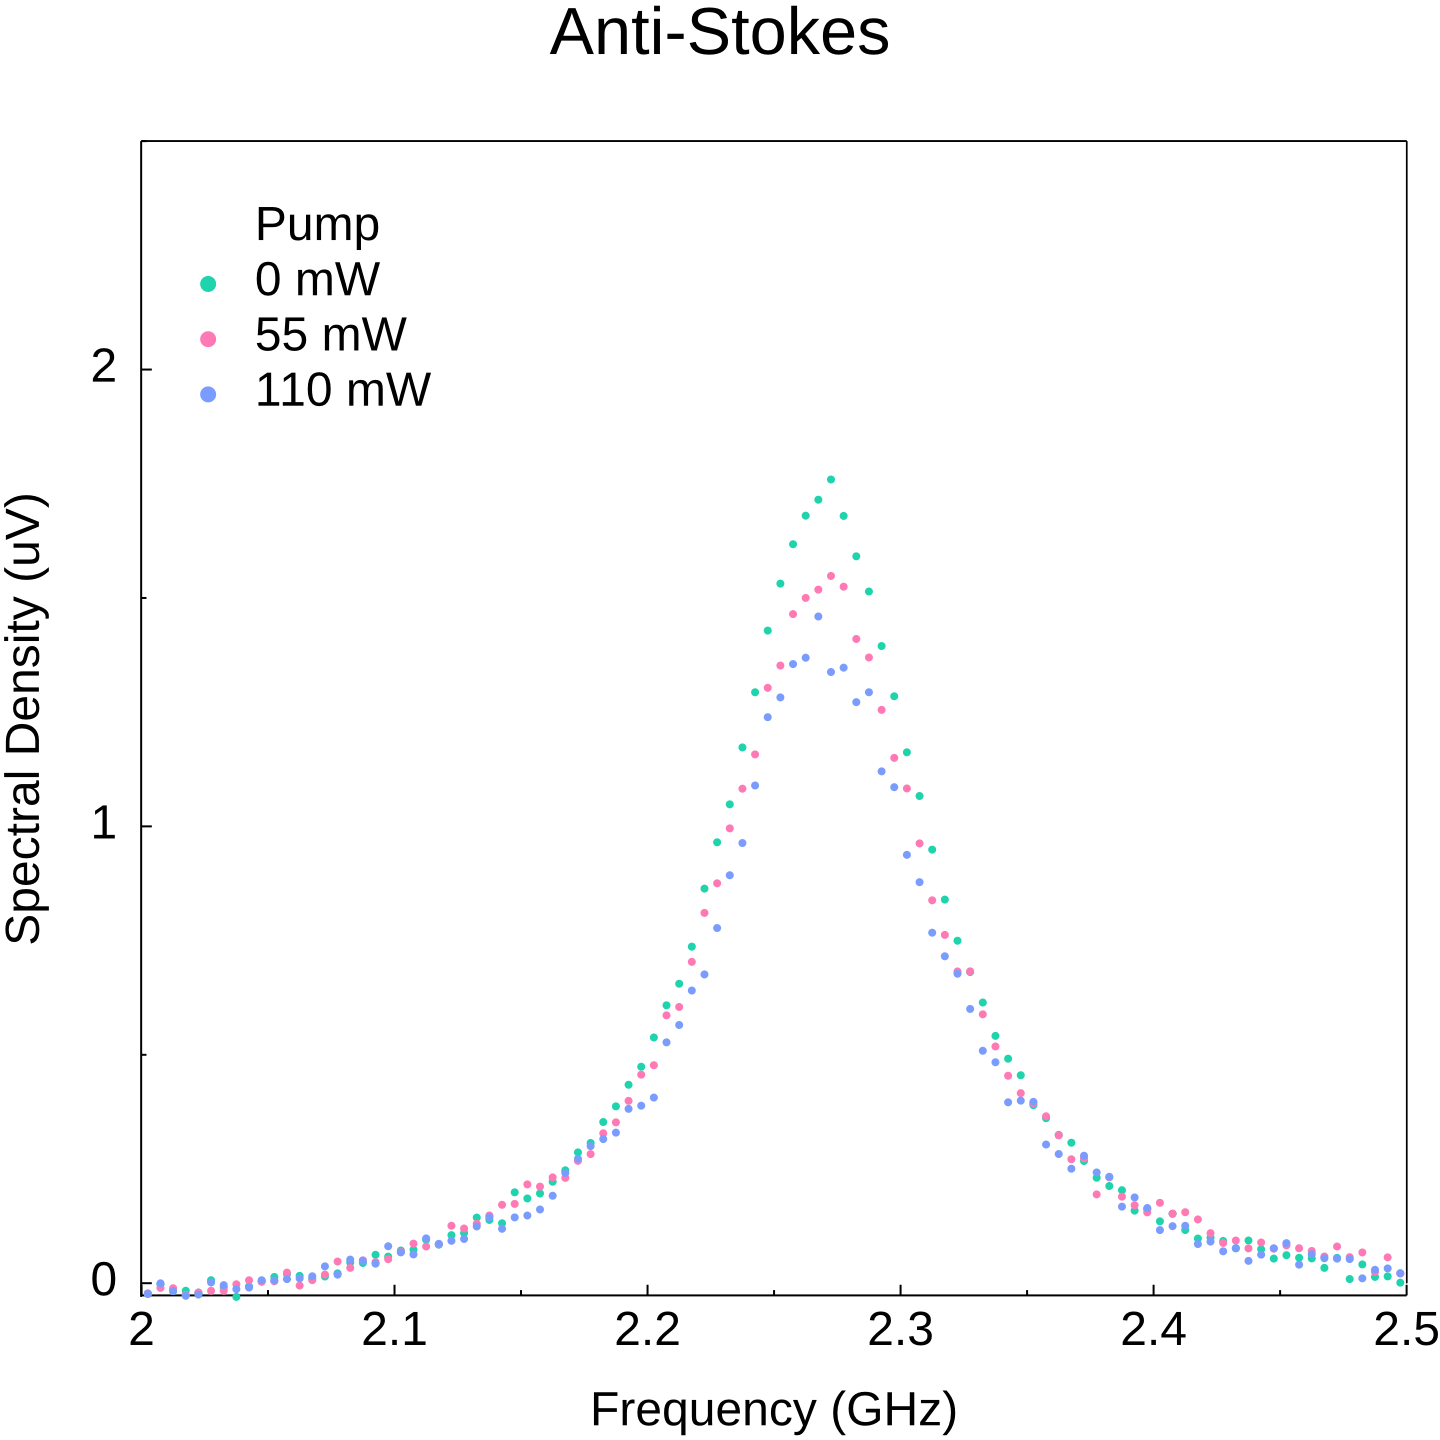 Anti-Stokes
Pump
0 mW
55 mW
110 mW
2
1
0
Spectral Density (uV)
2
2.1
2.2
2.3
2.4
2.5
Frequency (GHz)